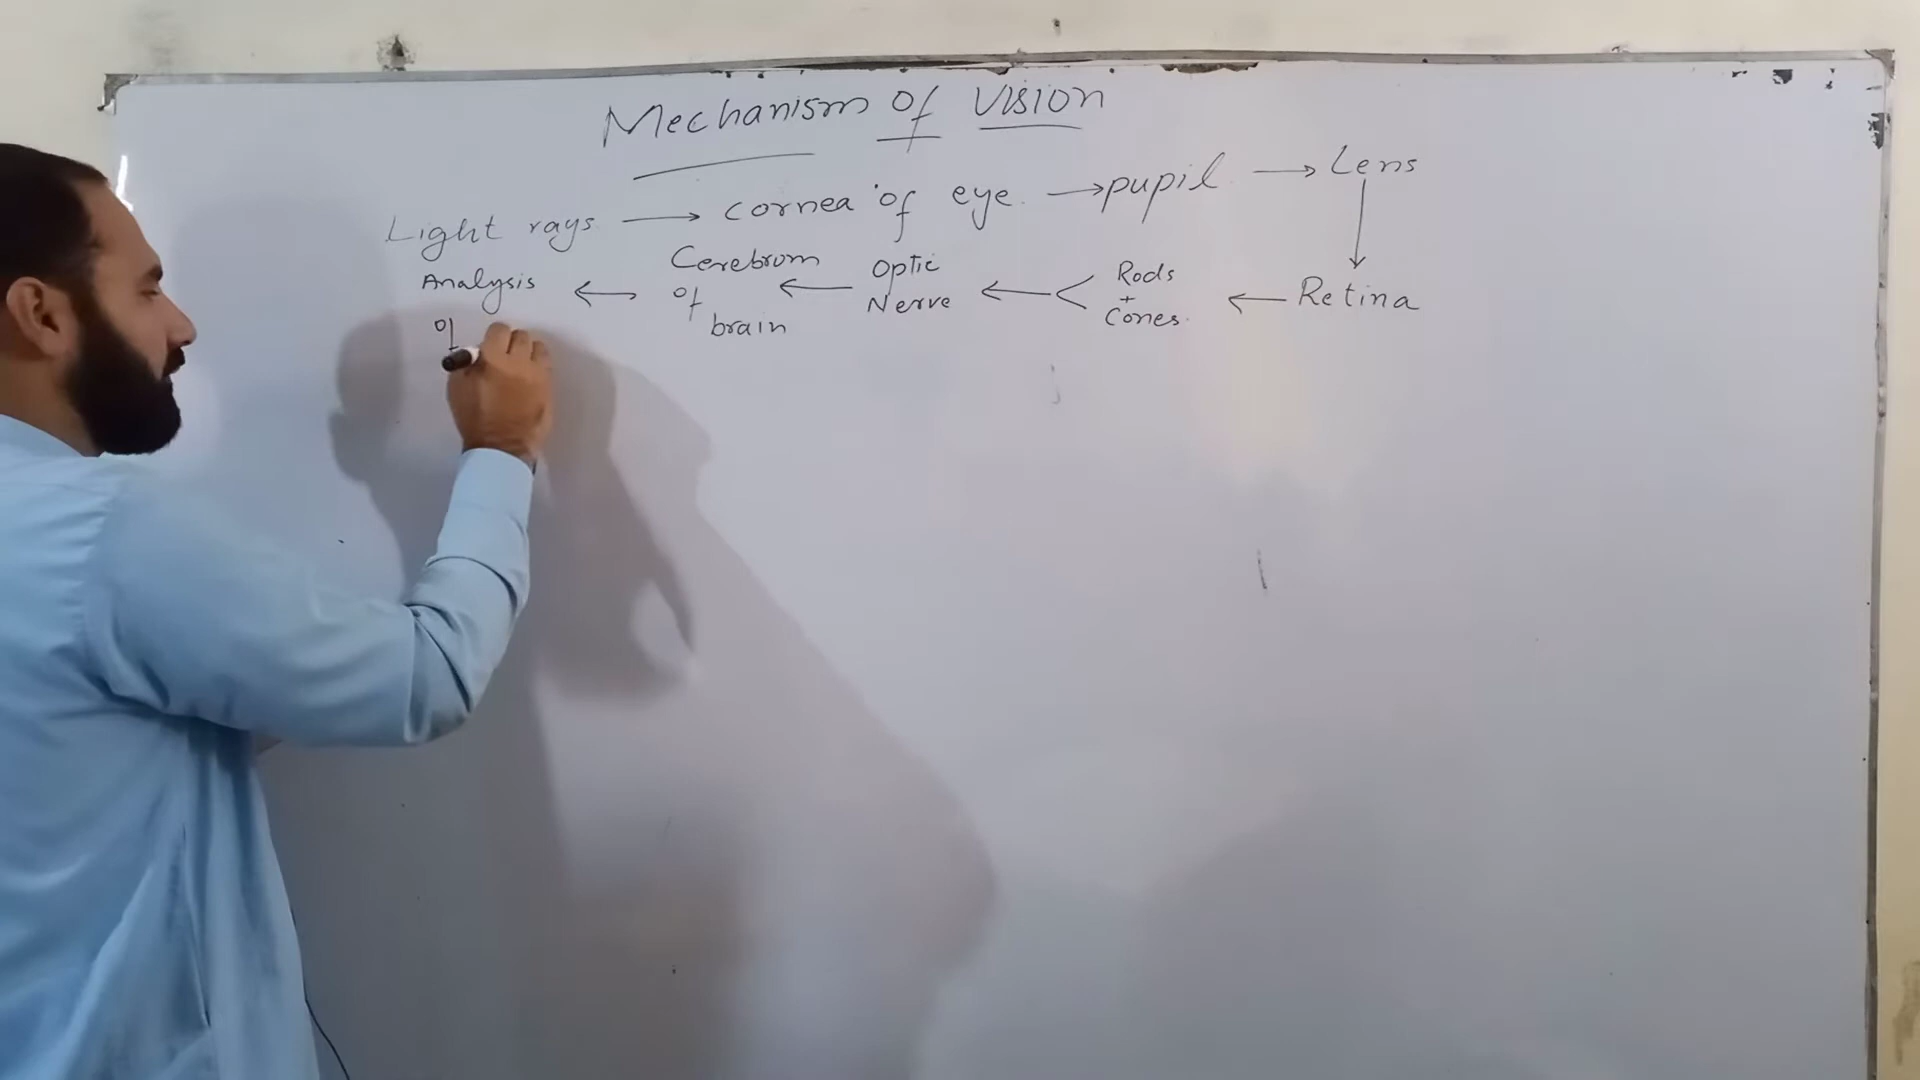 Mechanism of Vision
Light rays → cornea of eye. → pupil → Lens
↓
Analysis ← Cerebrum ← Optic ← < Rods ← Retina
of brain Nerve + Cones.
of